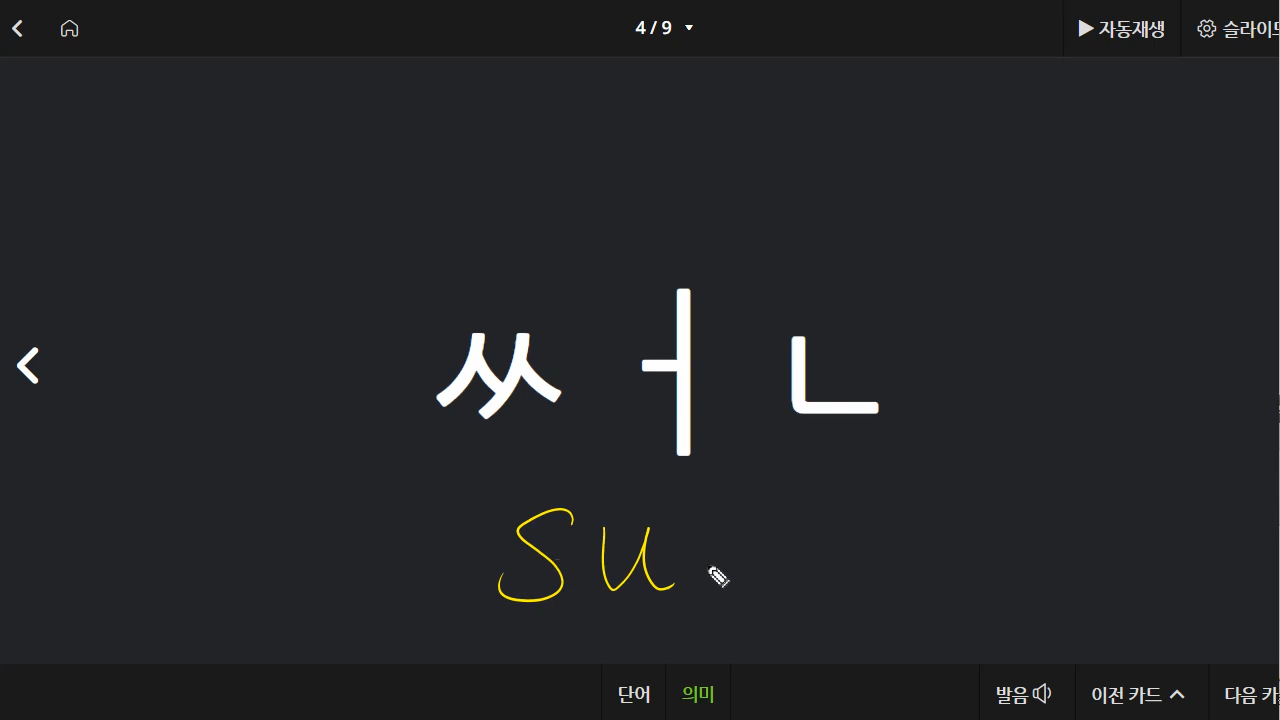 4 / 9
자동재생
슬라이드
ㅆ ㅓ ㄴ
su
단어
의미
발음
이전 카드
다음 카